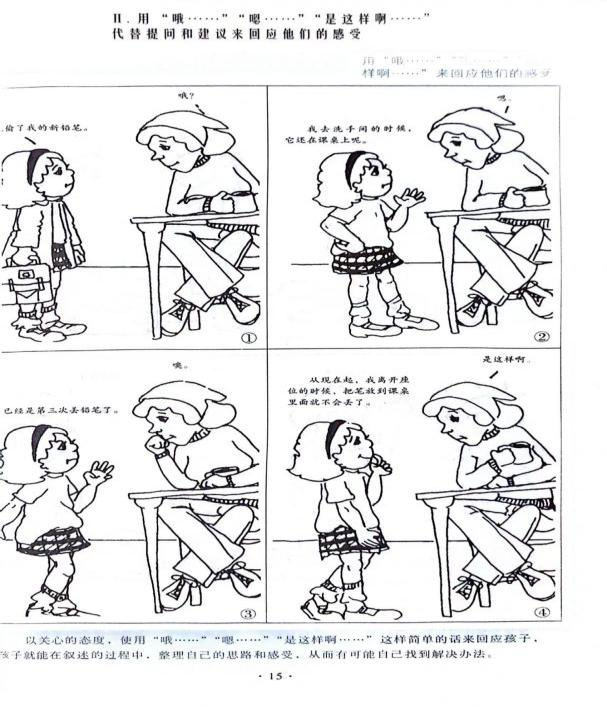 II．用 “哦……” “嗯……” “是这样啊……”
代替提问和建议来回应他们的感受
用 “哦……”
样啊……” 来回应他们的感受
哦？
偷了我的新铅笔。
①
嗯。
我去洗手间的时候，
它还在课桌上呢。
②
噢。
已经是第三次丢铅笔了。
③
是这样啊。
从现在起，我离开座
位的时候，把笔放到课桌
里面就不会丢了。
④
以关心的态度，使用 “哦……” “嗯……” “是这样啊……” 这样简单的话来回应孩子，
孩子就能在叙述的过程中，整理自己的思路和感受，从而有可能自己找到解决办法。
· 15 ·